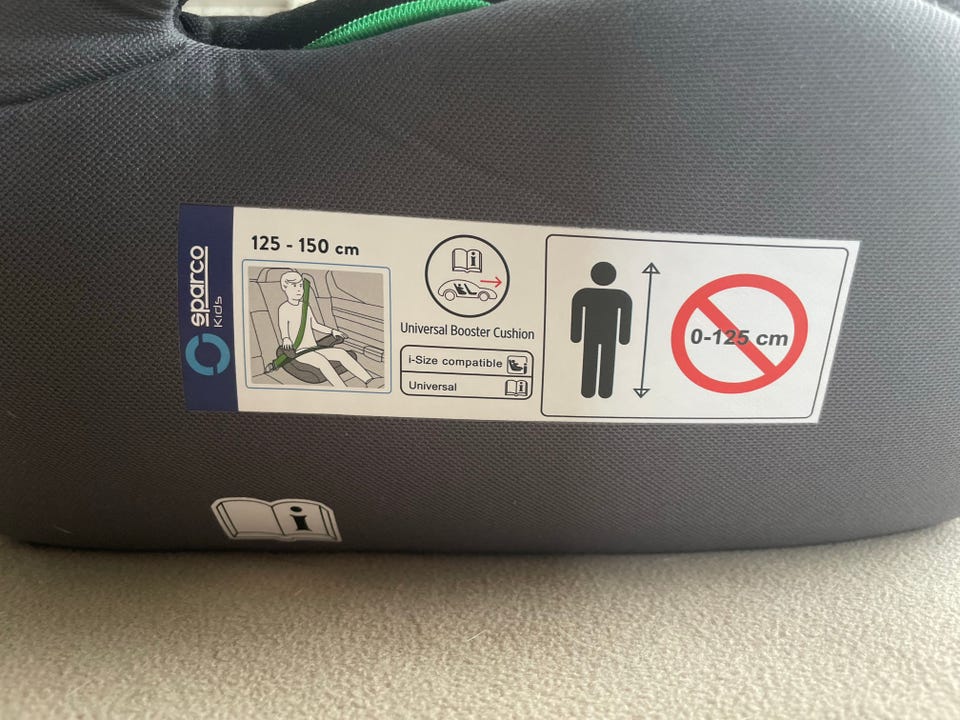 sparco
Kids
125 - 150 cm
i
Universal Booster Cushion
i-Size compatible i
Universal i
0-125 cm
i